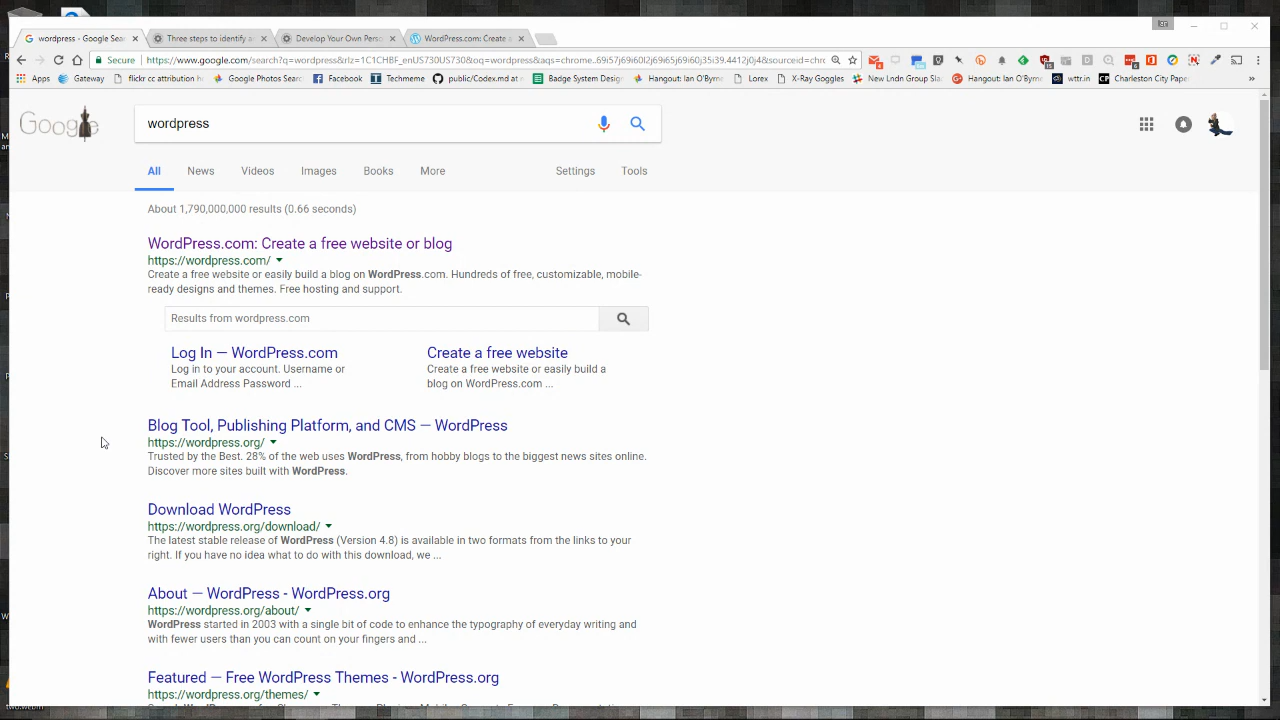 wordpress - Google Sea
Three steps to identify a
Develop Your Own Perso
WordPress.com: Create a
Secure
https://www.google.com/search?q=wordpress&rlz=1C1CHBF_enUS730US730&oq=wordpress&aqs=chrome..69i57j69i60l2j69i65j69i60j35i39.4412j0j4&sourceid=chro
Apps
Gateway
flickr cc attribution h
Google Photos Search
Facebook
Techmeme
public/Codex.md at
Badge System Design
Hangout: Ian O'Byrne
Lorex
X-Ray Goggles
New Lndn Group Slac
Hangout: Ian O'Byrn
wttr.in
Charleston City Paper
Google
wordpress
All
News
Videos
Images
Books
More
Settings
Tools
About 1,790,000,000 results (0.66 seconds)
WordPress.com: Create a free website or blog
https://wordpress.com/
Create a free website or easily build a blog on WordPress.com. Hundreds of free, customizable, mobile-
ready designs and themes. Free hosting and support.
Results from wordpress.com
Log In — WordPress.com
Log in to your account. Username or
Email Address Password ...
Create a free website
Create a free website or easily build a
blog on WordPress.com ...
Blog Tool, Publishing Platform, and CMS — WordPress
https://wordpress.org/
Trusted by the Best. 28% of the web uses WordPress, from hobby blogs to the biggest news sites online.
Discover more sites built with WordPress.
Download WordPress
https://wordpress.org/download/
The latest stable release of WordPress (Version 4.8) is available in two formats from the links to your
right. If you have no idea what to do with this download, we ...
About — WordPress - WordPress.org
https://wordpress.org/about/
WordPress started in 2003 with a single bit of code to enhance the typography of everyday writing and
with fewer users than you can count on your fingers and ...
Featured — Free WordPress Themes - WordPress.org
https://wordpress.org/themes/